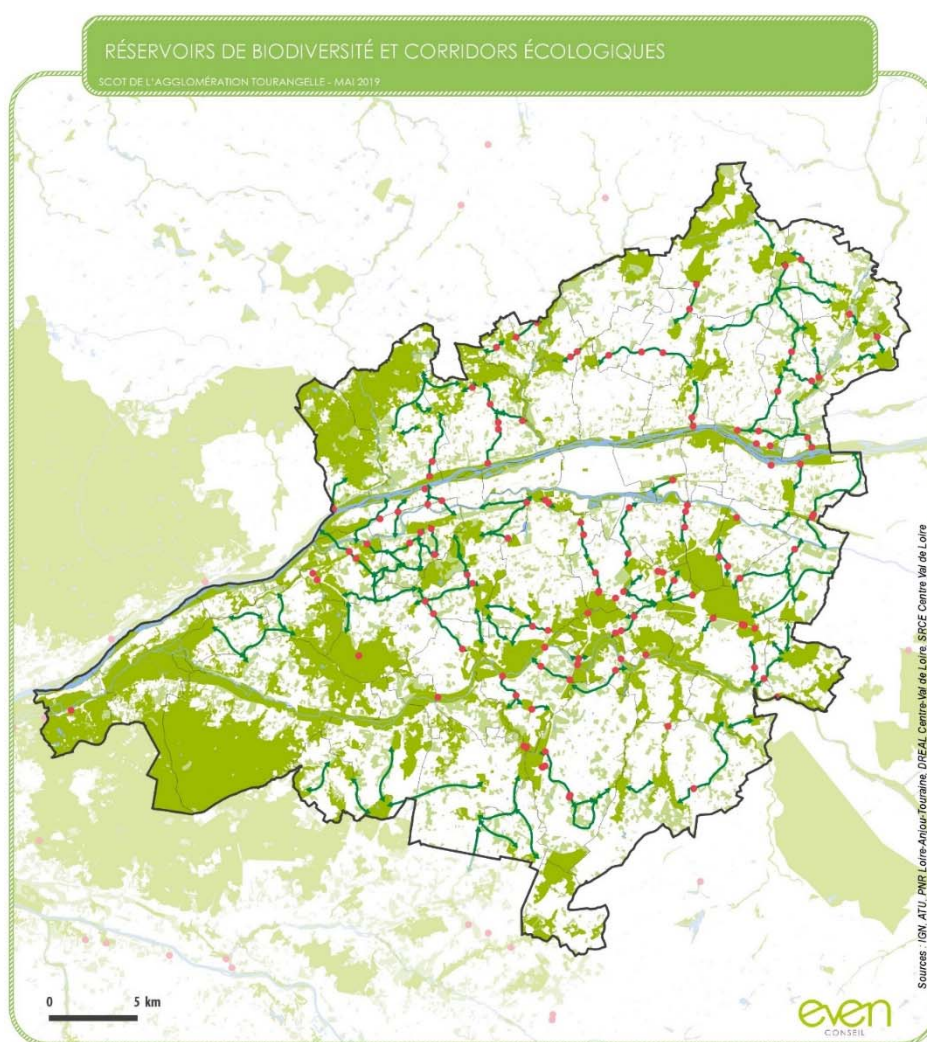 RÉSERVOIRS DE BIODIVERSITÉ ET CORRIDORS ÉCOLOGIQUES
SCOT DE L'AGGLOMÉRATION TOURANGELLE - MAI 2019
Sources : IGN, ATU, PNR Loire-Anjou-Touraine, DREAL Centre-Val de Loire, SRCE Centre Val de Loire
0 5 km
even
CONSEIL